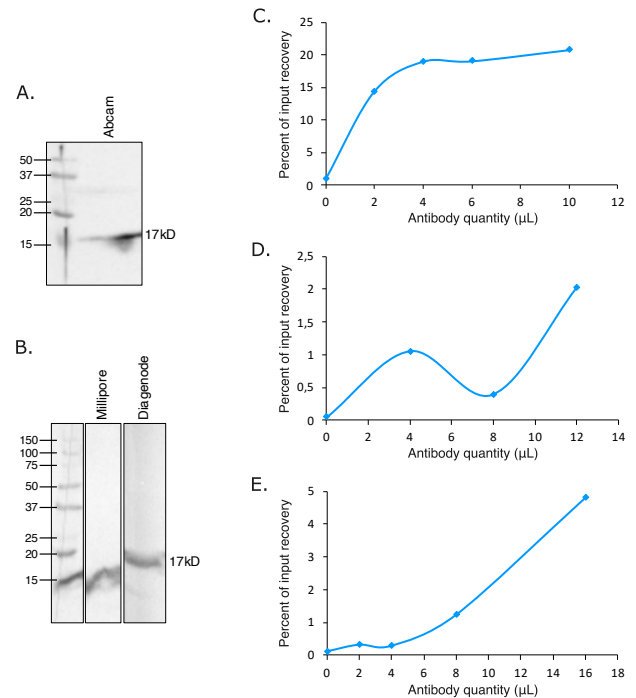 A.
Abcam
50
37
25
20
15
17kD
B.
Millipore
Diagenode
150
100
75
50
37
25
20
15
17kD
C.
Percent of input recovery
25
20
15
10
5
0
0 2 4 6 8 10 12
Antibody quantity (µL)
D.
Percent of input recovery
2,5
2
1,5
1
0,5
0
0 2 4 6 8 10 12 14
Antibody quantity (µL)
E.
Percent of input recovery
5
4
3
2
1
0
0 2 4 6 8 10 12 14 16 18
Antibody quantity (µL)